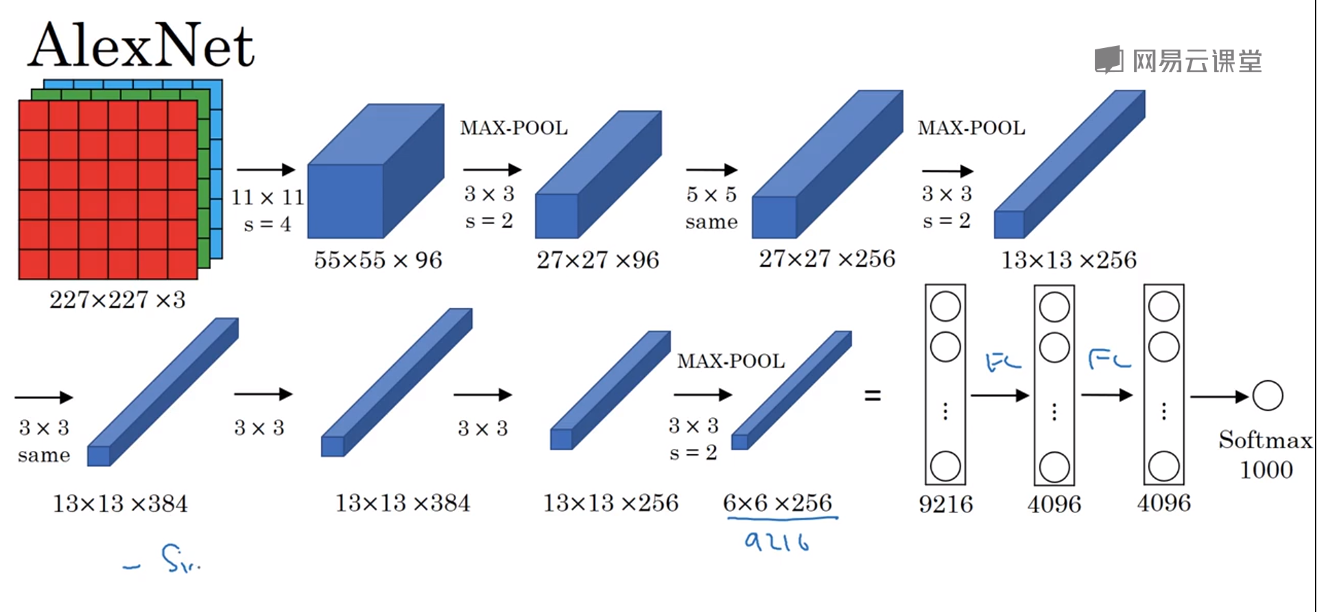 AlexNet
网易云课堂
MAX-POOL
MAX-POOL
11 × 11
s = 4
3 × 3
s = 2
5 × 5
same
3 × 3
s = 2
227×227 ×3
55×55 × 96
27×27 ×96
27×27 ×256
13×13 ×256
MAX-POOL
FC
FC
3 × 3
same
3 × 3
3 × 3
3 × 3
s = 2
=
⋮
⋮
⋮
Softmax
1000
13×13 ×384
13×13 ×384
13×13 ×256
6×6 ×256
9216
4096
4096
9216